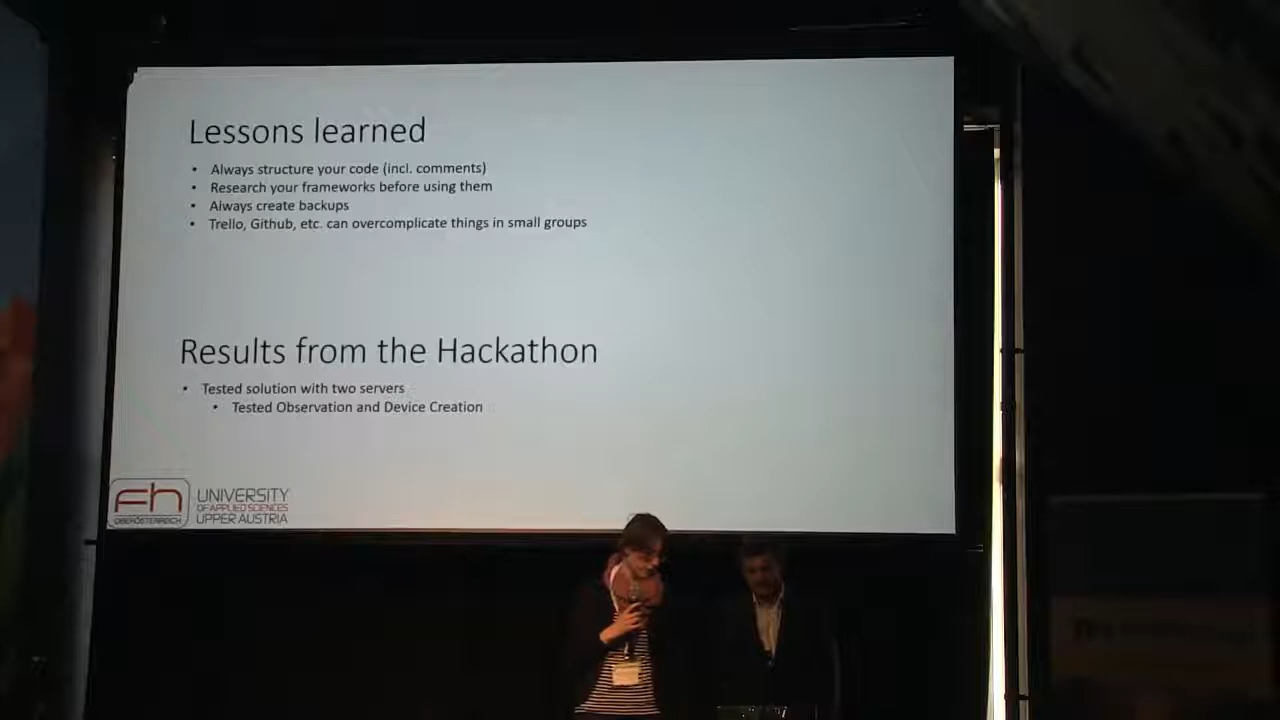 Lessons learned
• Always structure your code (incl. comments)
• Research your frameworks before using them
• Always create backups
• Trello, Github, etc. can overcomplicate things in small groups
Results from the Hackathon
• Tested solution with two servers
• Tested Observation and Device Creation
fh
OBERÖSTERREICH
UNIVERSITY
OF APPLIED SCIENCES
UPPER AUSTRIA